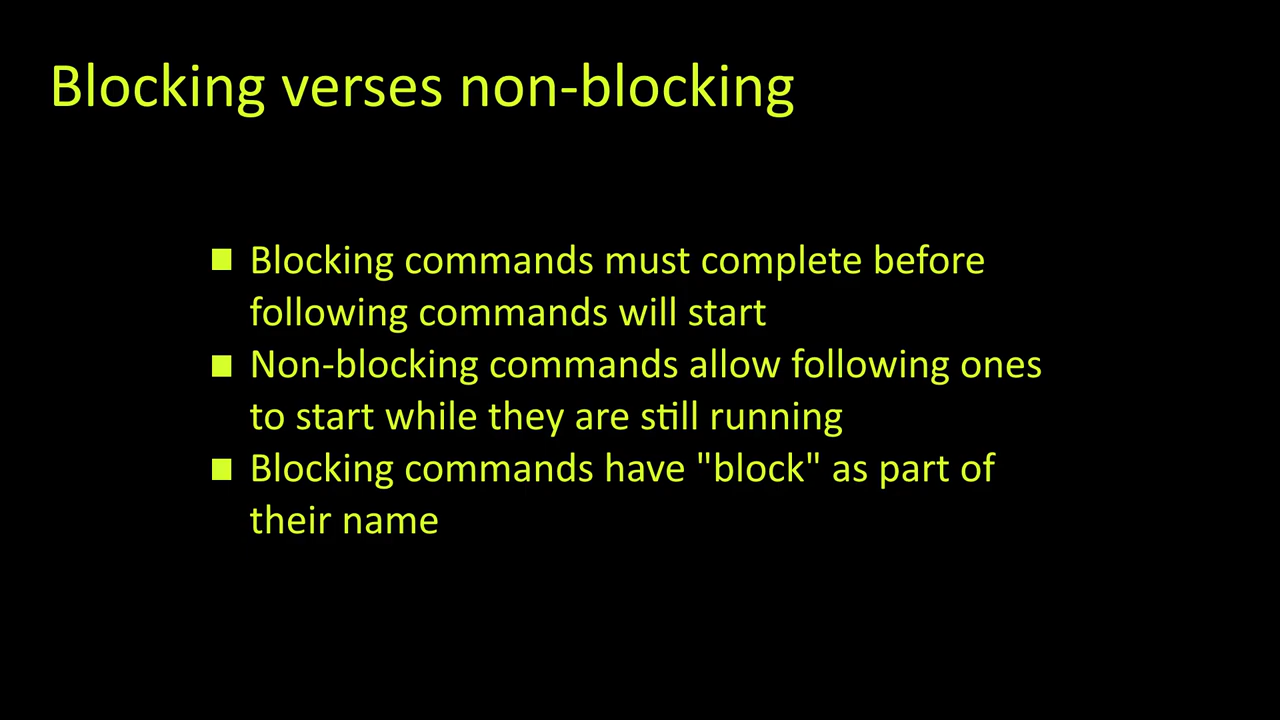 Blocking verses non-blocking
Blocking commands must complete before
following commands will start
Non-blocking commands allow following ones
to start while they are still running
Blocking commands have "block" as part of
their name